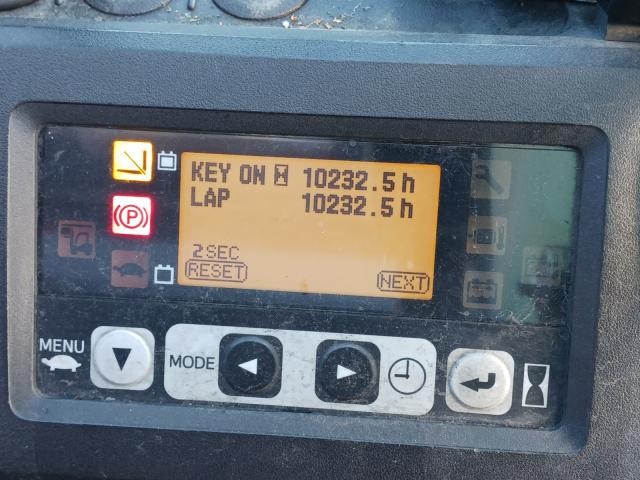 KEY ON 10232.5h
LAP 10232.5h
P
2SEC
RESET NEXT
MENU
MODE